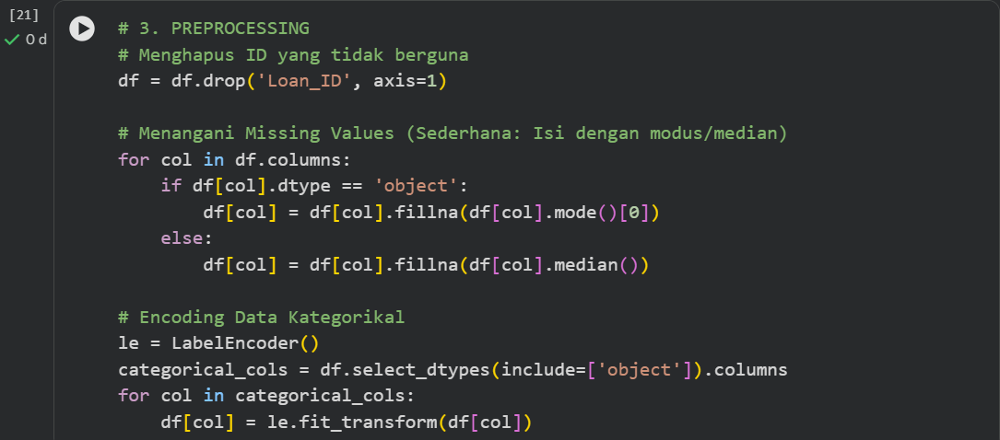 [21]
0 d
# 3. PREPROCESSING
# Menghapus ID yang tidak berguna
df = df.drop('Loan_ID', axis=1)

# Menangani Missing Values (Sederhana: Isi dengan modus/median)
for col in df.columns:
    if df[col].dtype == 'object':
        df[col] = df[col].fillna(df[col].mode()[0])
    else:
        df[col] = df[col].fillna(df[col].median())

# Encoding Data Kategorikal
le = LabelEncoder()
categorical_cols = df.select_dtypes(include=['object']).columns
for col in categorical_cols:
    df[col] = le.fit_transform(df[col])